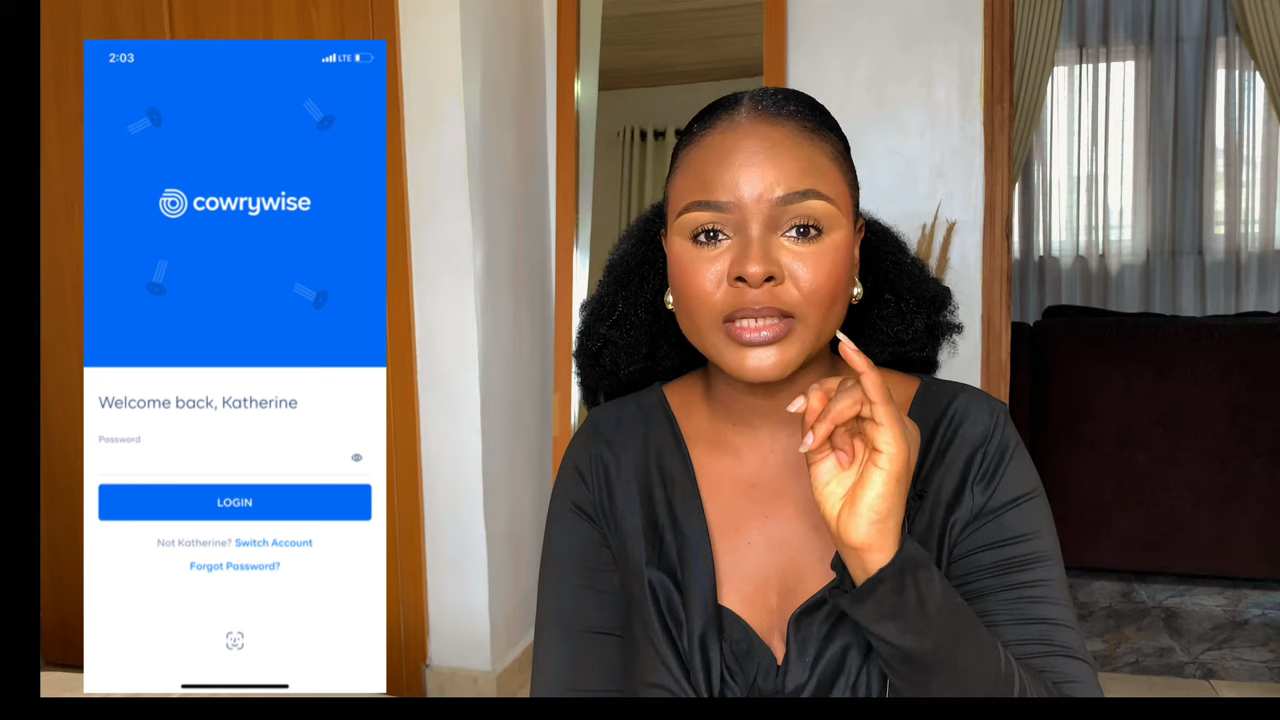 2:03
LTE
cowrywise
Welcome back, Katherine
Password
LOGIN
Not Katherine? Switch Account
Forgot Password?